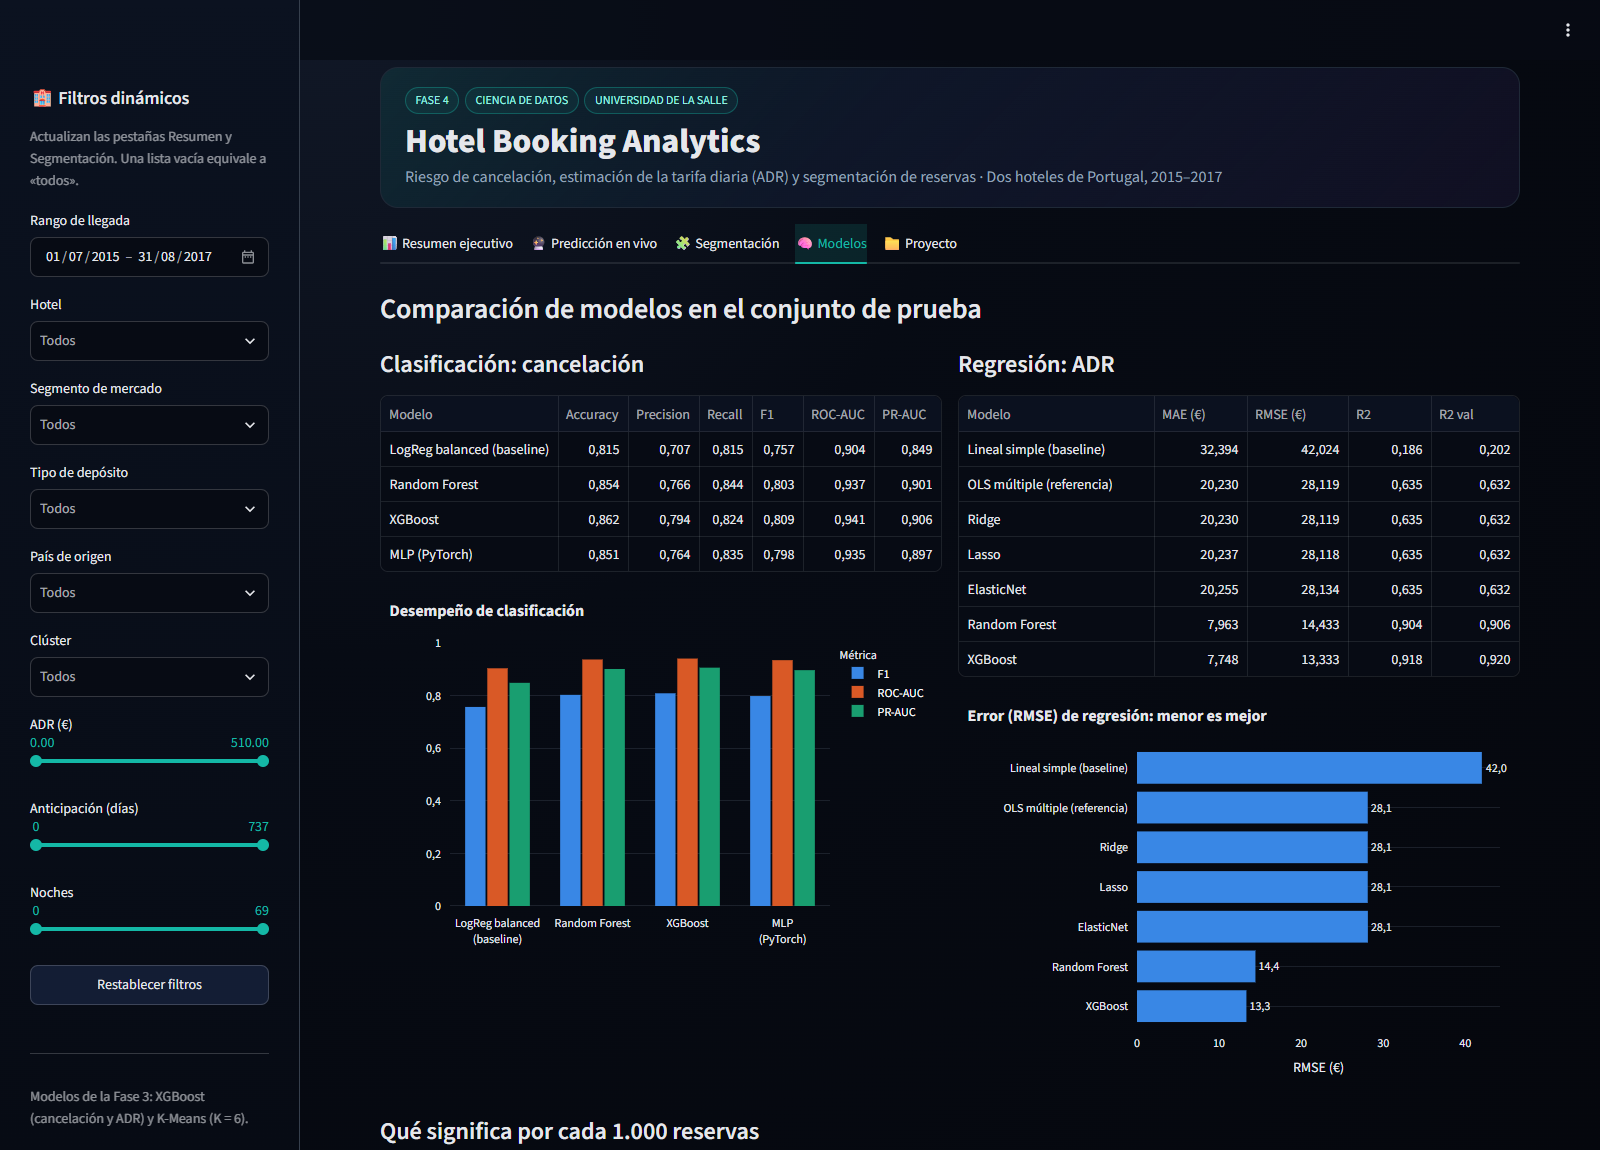 Filtros dinámicos
Actualizan las pestañas Resumen y
Segmentación. Una lista vacía equivale a
«todos».
Rango de llegada
01/07/2015 – 31/08/2017
Hotel
Todos
Segmento de mercado
Todos
Tipo de depósito
Todos
País de origen
Todos
Clúster
Todos
ADR (€)
0.00 510.00
Anticipación (días)
0 737
Noches
0 69
Restablecer filtros
Modelos de la Fase 3: XGBoost
(cancelación y ADR) y K-Means (K = 6).
FASE 4 CIENCIA DE DATOS UNIVERSIDAD DE LA SALLE
Hotel Booking Analytics
Riesgo de cancelación, estimación de la tarifa diaria (ADR) y segmentación de reservas · Dos hoteles de Portugal, 2015–2017
Resumen ejecutivo Predicción en vivo Segmentación Modelos Proyecto
Comparación de modelos en el conjunto de prueba
Clasificación: cancelación
Modelo Accuracy Precision Recall F1 ROC-AUC PR-AUC
LogReg balanced (baseline) 0,815 0,707 0,815 0,757 0,904 0,849
Random Forest 0,854 0,766 0,844 0,803 0,937 0,901
XGBoost 0,862 0,794 0,824 0,809 0,941 0,906
MLP (PyTorch) 0,851 0,764 0,835 0,798 0,935 0,897
Desempeño de clasificación
1
0,8
0,6
0,4
0,2
0
LogReg balanced
(baseline)
Random Forest
XGBoost
MLP
(PyTorch)
Métrica
F1
ROC-AUC
PR-AUC
Regresión: ADR
Modelo MAE (€) RMSE (€) R2 R2 val
Lineal simple (baseline) 32,394 42,024 0,186 0,202
OLS múltiple (referencia) 20,230 28,119 0,635 0,632
Ridge 20,230 28,119 0,635 0,632
Lasso 20,237 28,118 0,635 0,632
ElasticNet 20,255 28,134 0,635 0,632
Random Forest 7,963 14,433 0,904 0,906
XGBoost 7,748 13,333 0,918 0,920
Error (RMSE) de regresión: menor es mejor
Lineal simple (baseline) 42,0
OLS múltiple (referencia) 28,1
Ridge 28,1
Lasso 28,1
ElasticNet 28,1
Random Forest 14,4
XGBoost 13,3
0 10 20 30 40
RMSE (€)
Qué significa por cada 1.000 reservas